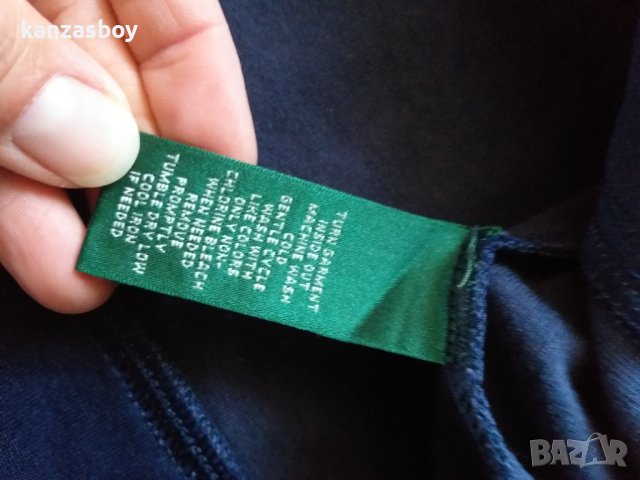 kanzasboy
TURN GARMENT
INSIDE OUT
MACHINE WASH
COLD
GENTLE CYCLE
WASH WITH
LIKE COLORS
ONLY NON-
CHLORINE BLEACH
WHEN NEEDED
REMOVE
PROMPTLY
TUMBLE DRY LOW
COOL IRON
IF NEEDED
BAZAR